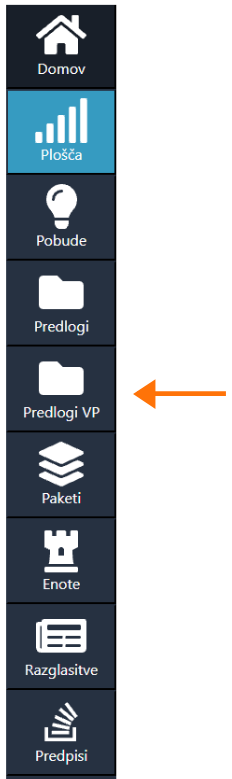 Domov
Plošča
Pobude
Predlogi
Predlogi VP
Paketi
Enote
Razglasitve
Predpisi